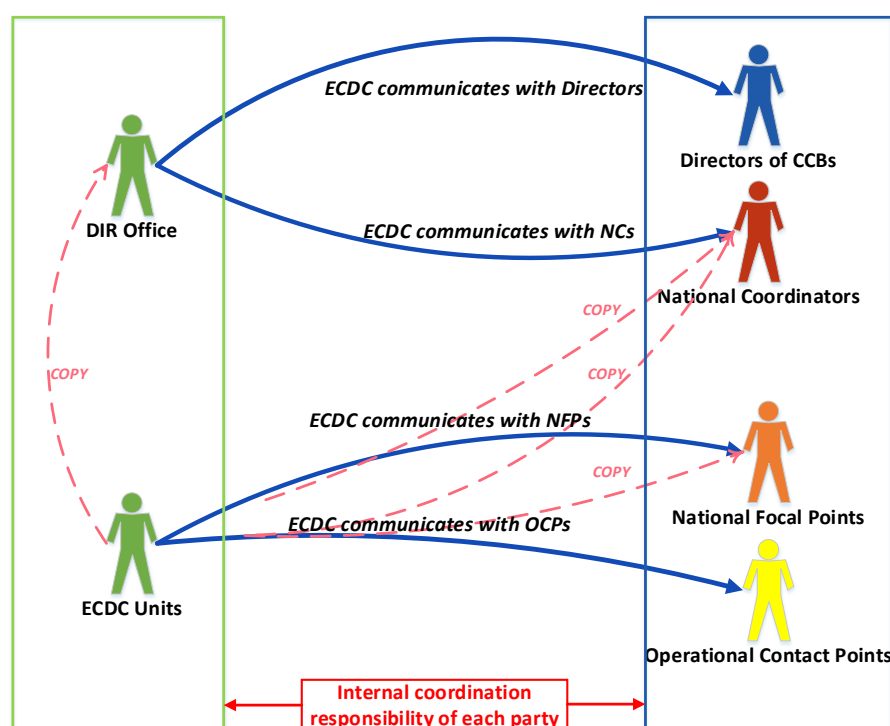 ECDC communicates with Directors
Directors of CCBs
DIR Office
ECDC communicates with NCs
National Coordinators
COPY
COPY
COPY
ECDC communicates with NFPs
COPY
National Focal Points
ECDC communicates with OCPs
ECDC Units
Operational Contact Points
Internal coordination
responsibility of each party